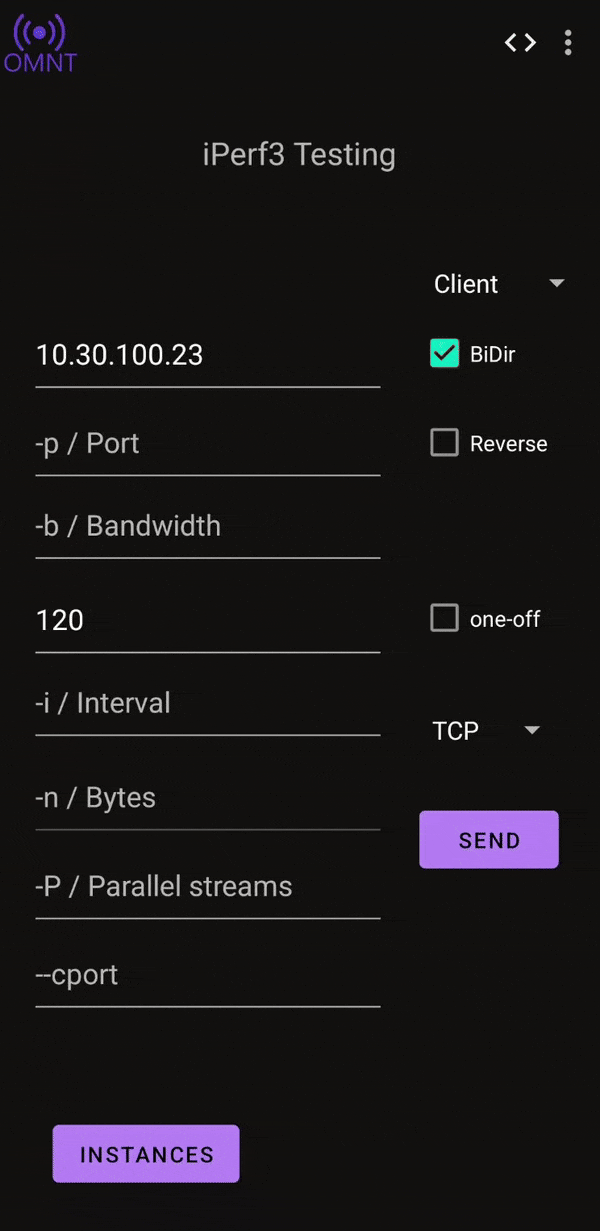 OMNT
iPerf3 Testing
Client
10.30.100.23
BiDir
-p / Port
Reverse
-b / Bandwidth
120
one-off
-i / Interval
TCP
-n / Bytes
SEND
-P / Parallel streams
--cport
INSTANCES